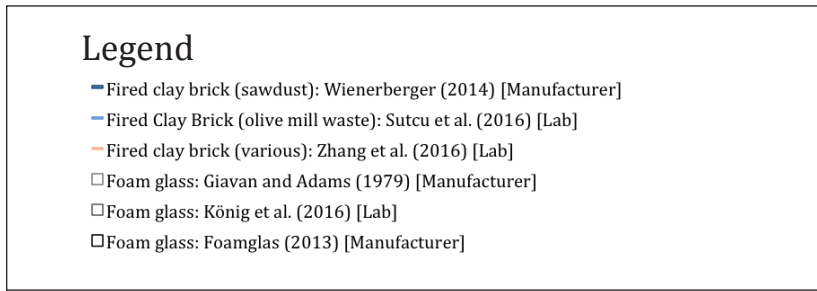 Legend
Fired clay brick (sawdust): Wienerberger (2014) [Manufacturer]
Fired Clay Brick (olive mill waste): Sutcu et al. (2016) [Lab]
Fired clay brick (various): Zhang et al. (2016) [Lab]
Foam glass: Giavan and Adams (1979) [Manufacturer]
Foam glass: König et al. (2016) [Lab]
Foam glass: Foamglas (2013) [Manufacturer]